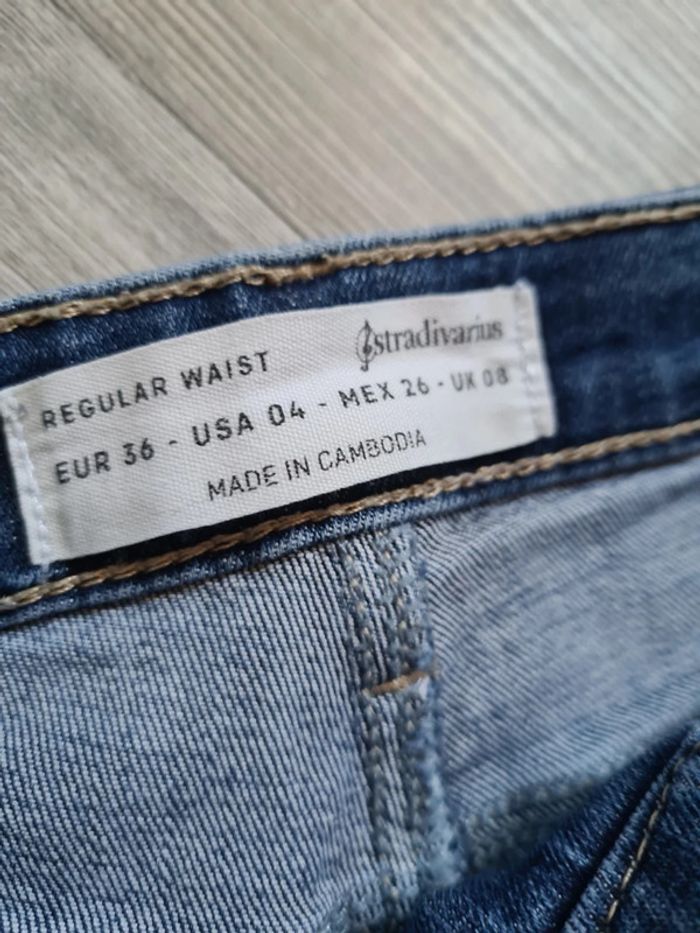 stradivarius
REGULAR WAIST
EUR 36 - USA 04 - MEX 26 - UK 08
MADE IN CAMBODIA